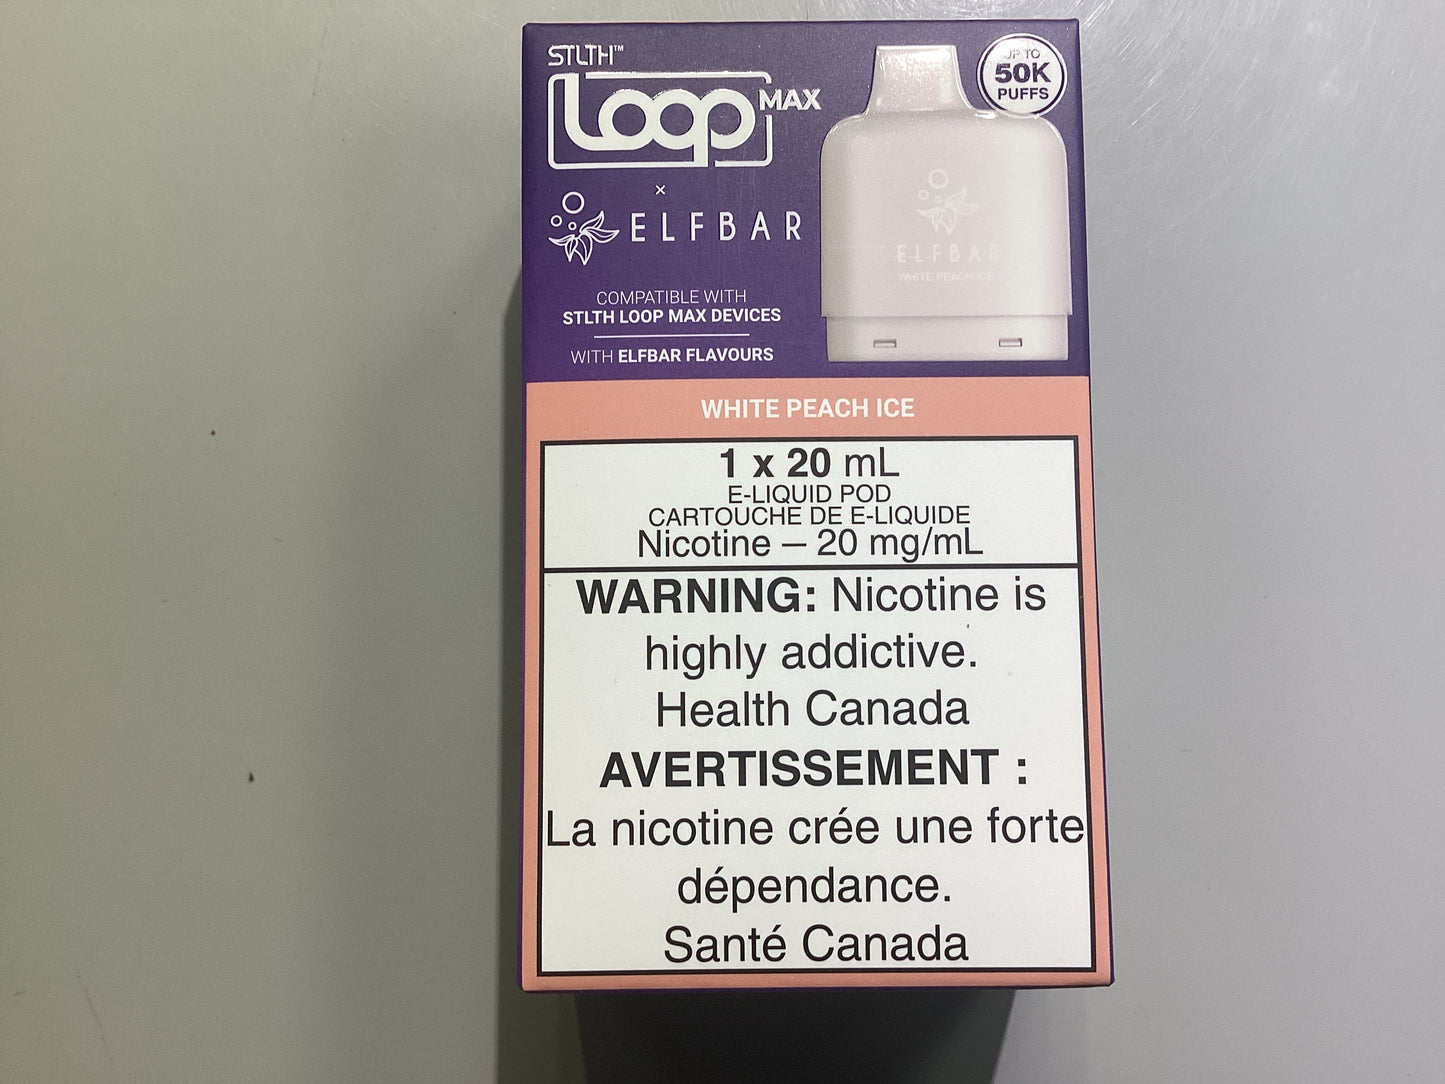 STLTH™
Loop MAX
UP TO
50K
PUFFS
×
ELFBAR
ELFBAR
WHITE PEACH ICE
COMPATIBLE WITH
STLTH LOOP MAX DEVICES
WITH ELFBAR FLAVOURS
WHITE PEACH ICE
1 x 20 mL
E-LIQUID POD
CARTOUCHE DE E-LIQUIDE
Nicotine – 20 mg/mL
WARNING: Nicotine is
highly addictive.
Health Canada
AVERTISSEMENT :
La nicotine crée une forte
dépendance.
Santé Canada